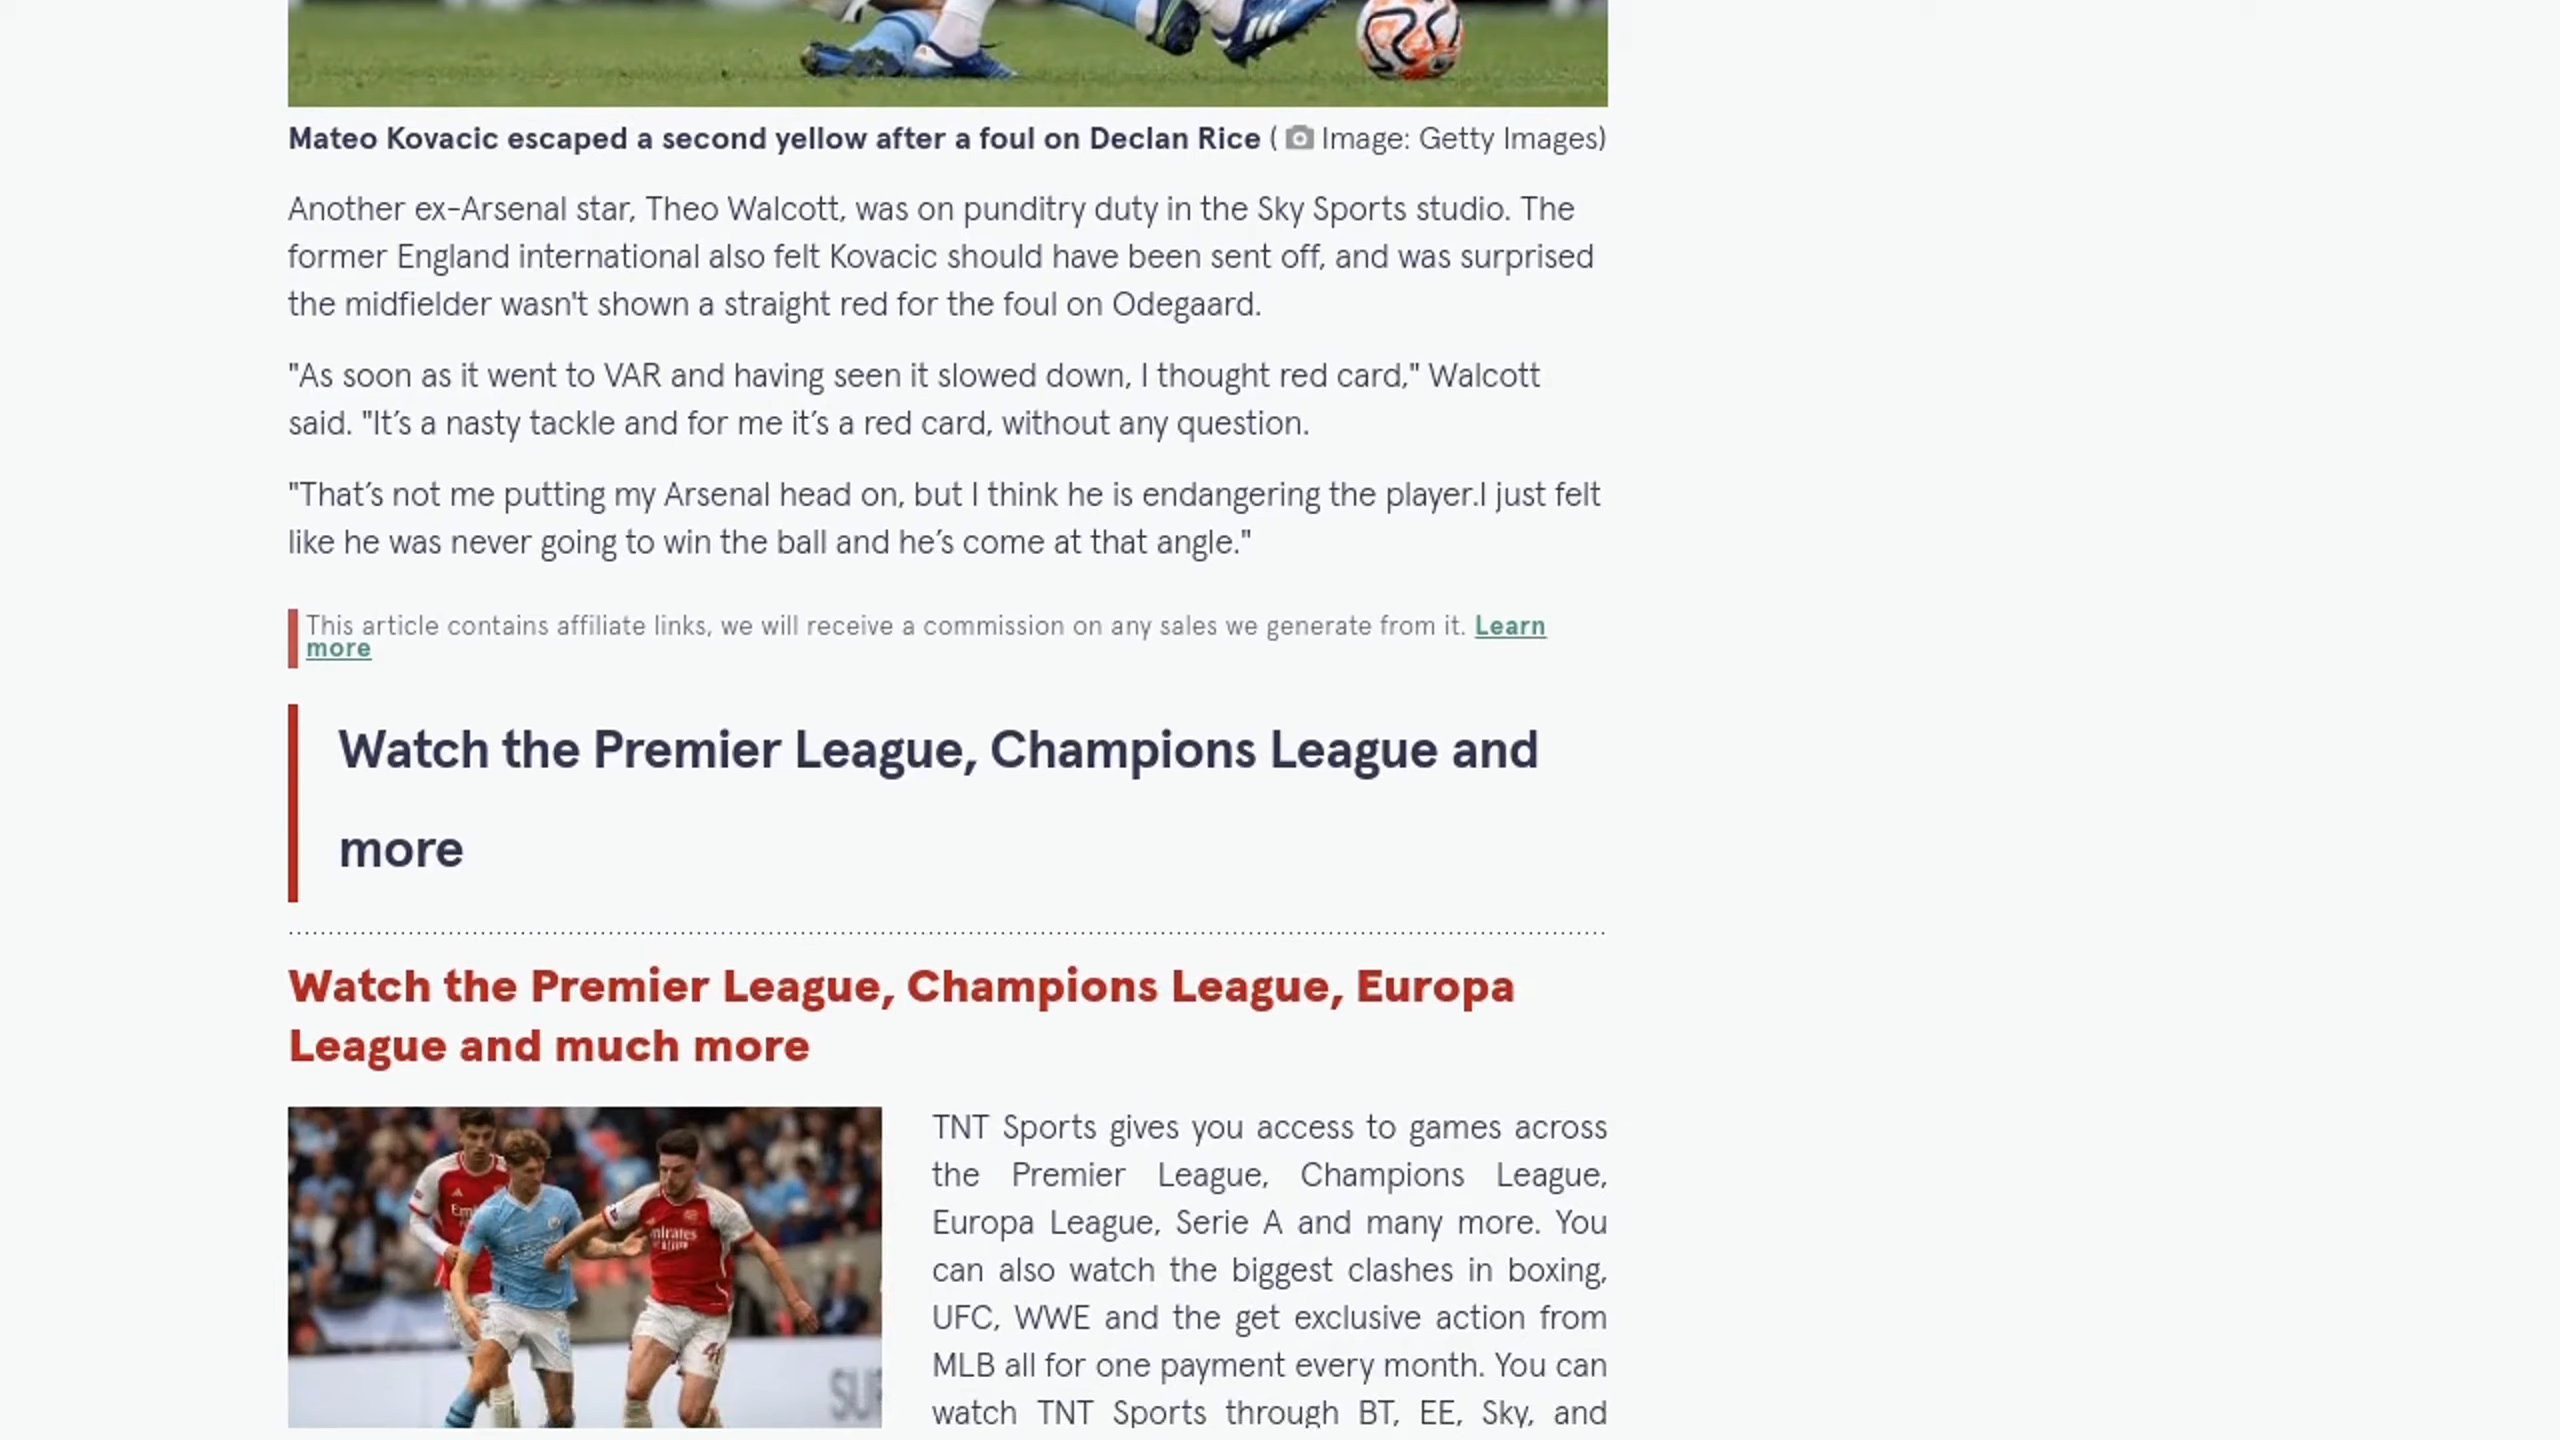 Mateo Kovacic escaped a second yellow after a foul on Declan Rice ( Image: Getty Images)
Another ex-Arsenal star, Theo Walcott, was on punditry duty in the Sky Sports studio. The
former England international also felt Kovacic should have been sent off, and was surprised
the midfielder wasn't shown a straight red for the foul on Odegaard.
"As soon as it went to VAR and having seen it slowed down, I thought red card," Walcott
said. "It’s a nasty tackle and for me it’s a red card, without any question.
"That’s not me putting my Arsenal head on, but I think he is endangering the player.I just felt
like he was never going to win the ball and he’s come at that angle."
This article contains affiliate links, we will receive a commission on any sales we generate from it. Learn
more
Watch the Premier League, Champions League and
more
Watch the Premier League, Champions League, Europa
League and much more
TNT Sports gives you access to games across
the Premier League, Champions League,
Europa League, Serie A and many more. You
can also watch the biggest clashes in boxing,
UFC, WWE and the get exclusive action from
MLB all for one payment every month. You can
watch TNT Sports through BT, EE, Sky, and